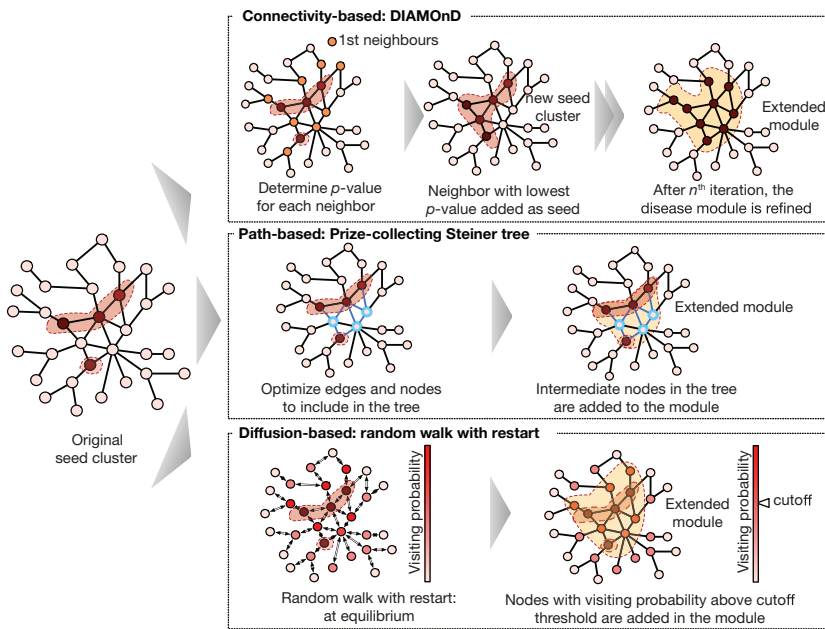 Connectivity-based: DIAMOnD
1st neighbours
new seed
cluster
Extended
module
Determine p-value
for each neighbor
Neighbor with lowest
p-value added as seed
After nth iteration, the
disease module is refined
Original
seed cluster
Path-based: Prize-collecting Steiner tree
Extended module
Optimize edges and nodes
to include in the tree
Intermediate nodes in the tree
are added to the module
Diffusion-based: random walk with restart
Visiting probability
Extended
module
Visiting probability
cutoff
Random walk with restart:
at equilibrium
Nodes with visiting probability above cutoff
threshold are added in the module